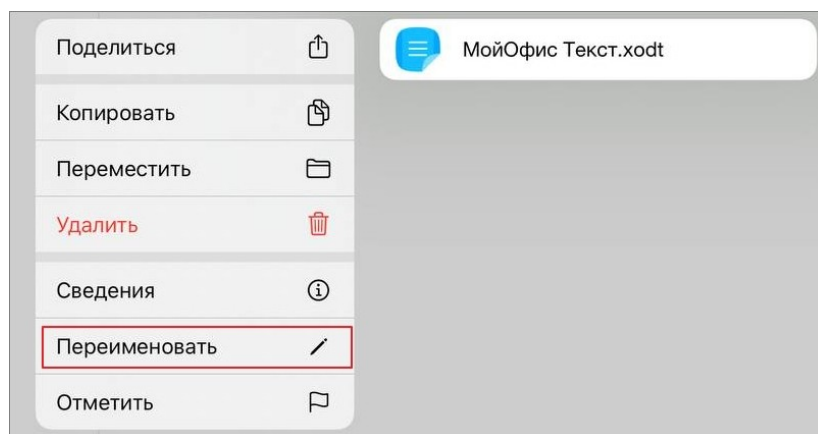 Поделиться
МойОфис Текст.xodt
Копировать
Переместить
Удалить
Сведения
Переименовать
Отметить